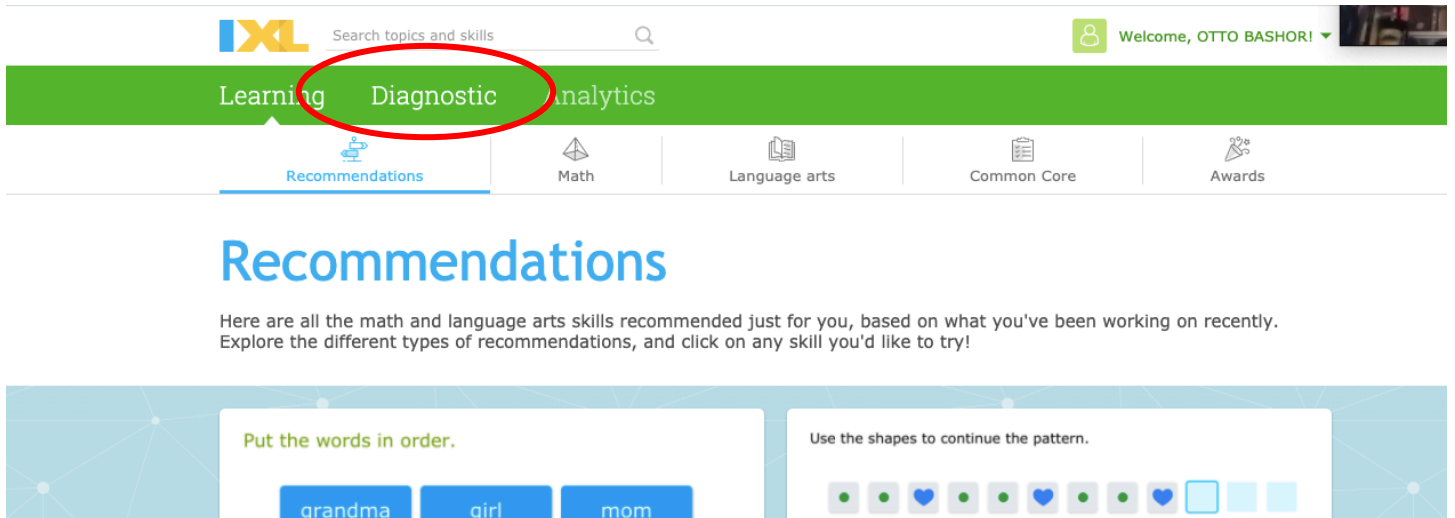 IXL
Search topics and skills
Welcome, OTTO BASHOR!
Learning Diagnostic Analytics
Recommendations Math Language arts Common Core Awards
Recommendations
Here are all the math and language arts skills recommended just for you, based on what you've been working on recently.
Explore the different types of recommendations, and click on any skill you'd like to try!
Put the words in order.
grandma girl mom
Use the shapes to continue the pattern.